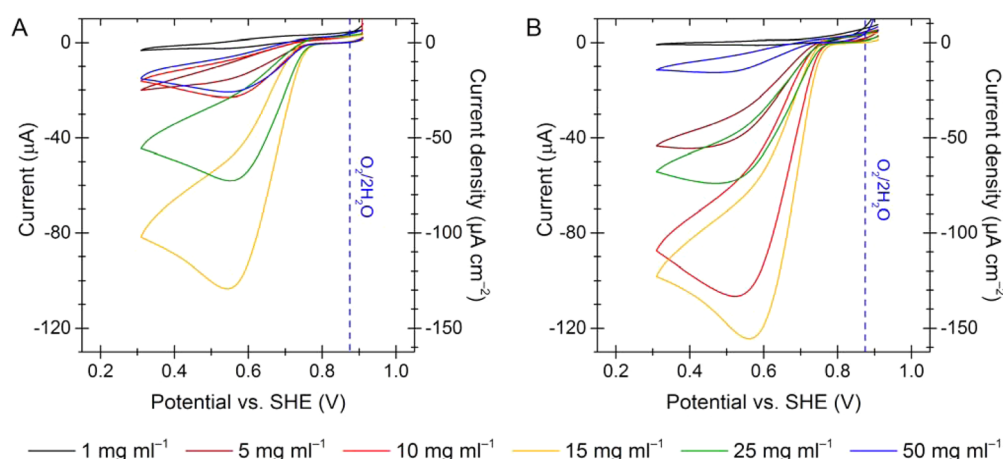 A
B
0
-40
-80
-120
Current (µA)
0
-50
-100
-150
Current density (µA cm⁻²)
O₂/2H₂O
0.2 0.4 0.6 0.8 1.0
Potential vs. SHE (V)
0
-40
-80
-120
Current (µA)
0
-50
-100
-150
Current density (µA cm⁻²)
O₂/2H₂O
0.2 0.4 0.6 0.8 1.0
Potential vs. SHE (V)
1 mg ml⁻¹ 5 mg ml⁻¹ 10 mg ml⁻¹ 15 mg ml⁻¹ 25 mg ml⁻¹ 50 mg ml⁻¹